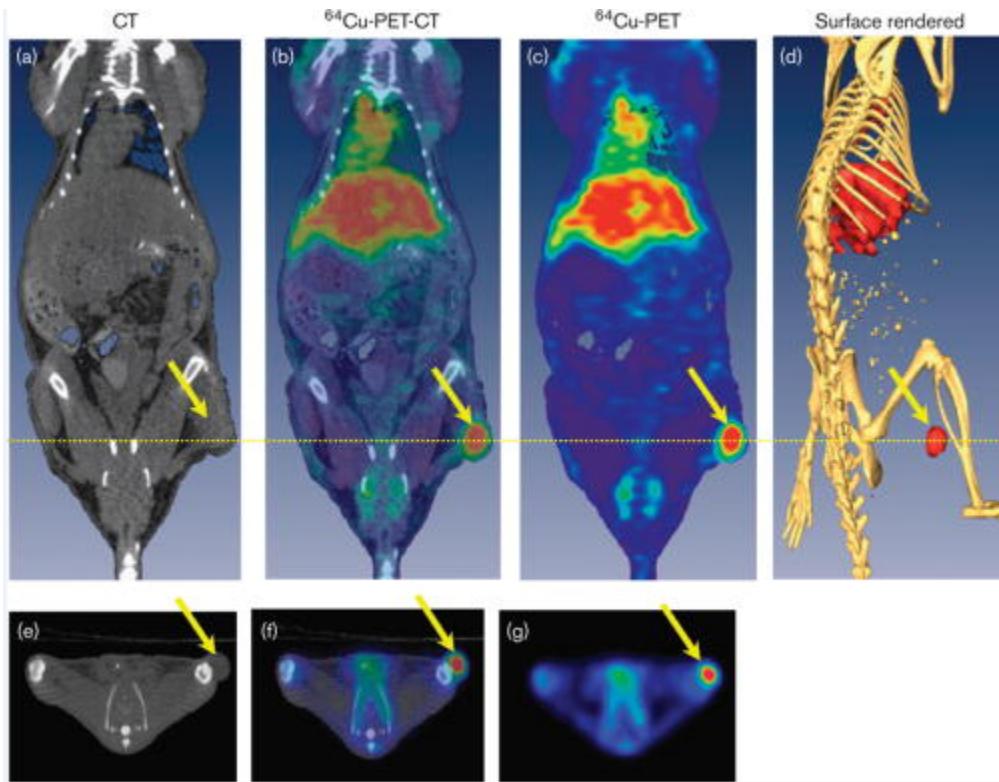 CT
⁶⁴Cu-PET-CT
⁶⁴Cu-PET
Surface rendered
(a)
(b)
(c)
(d)
(e)
(f)
(g)